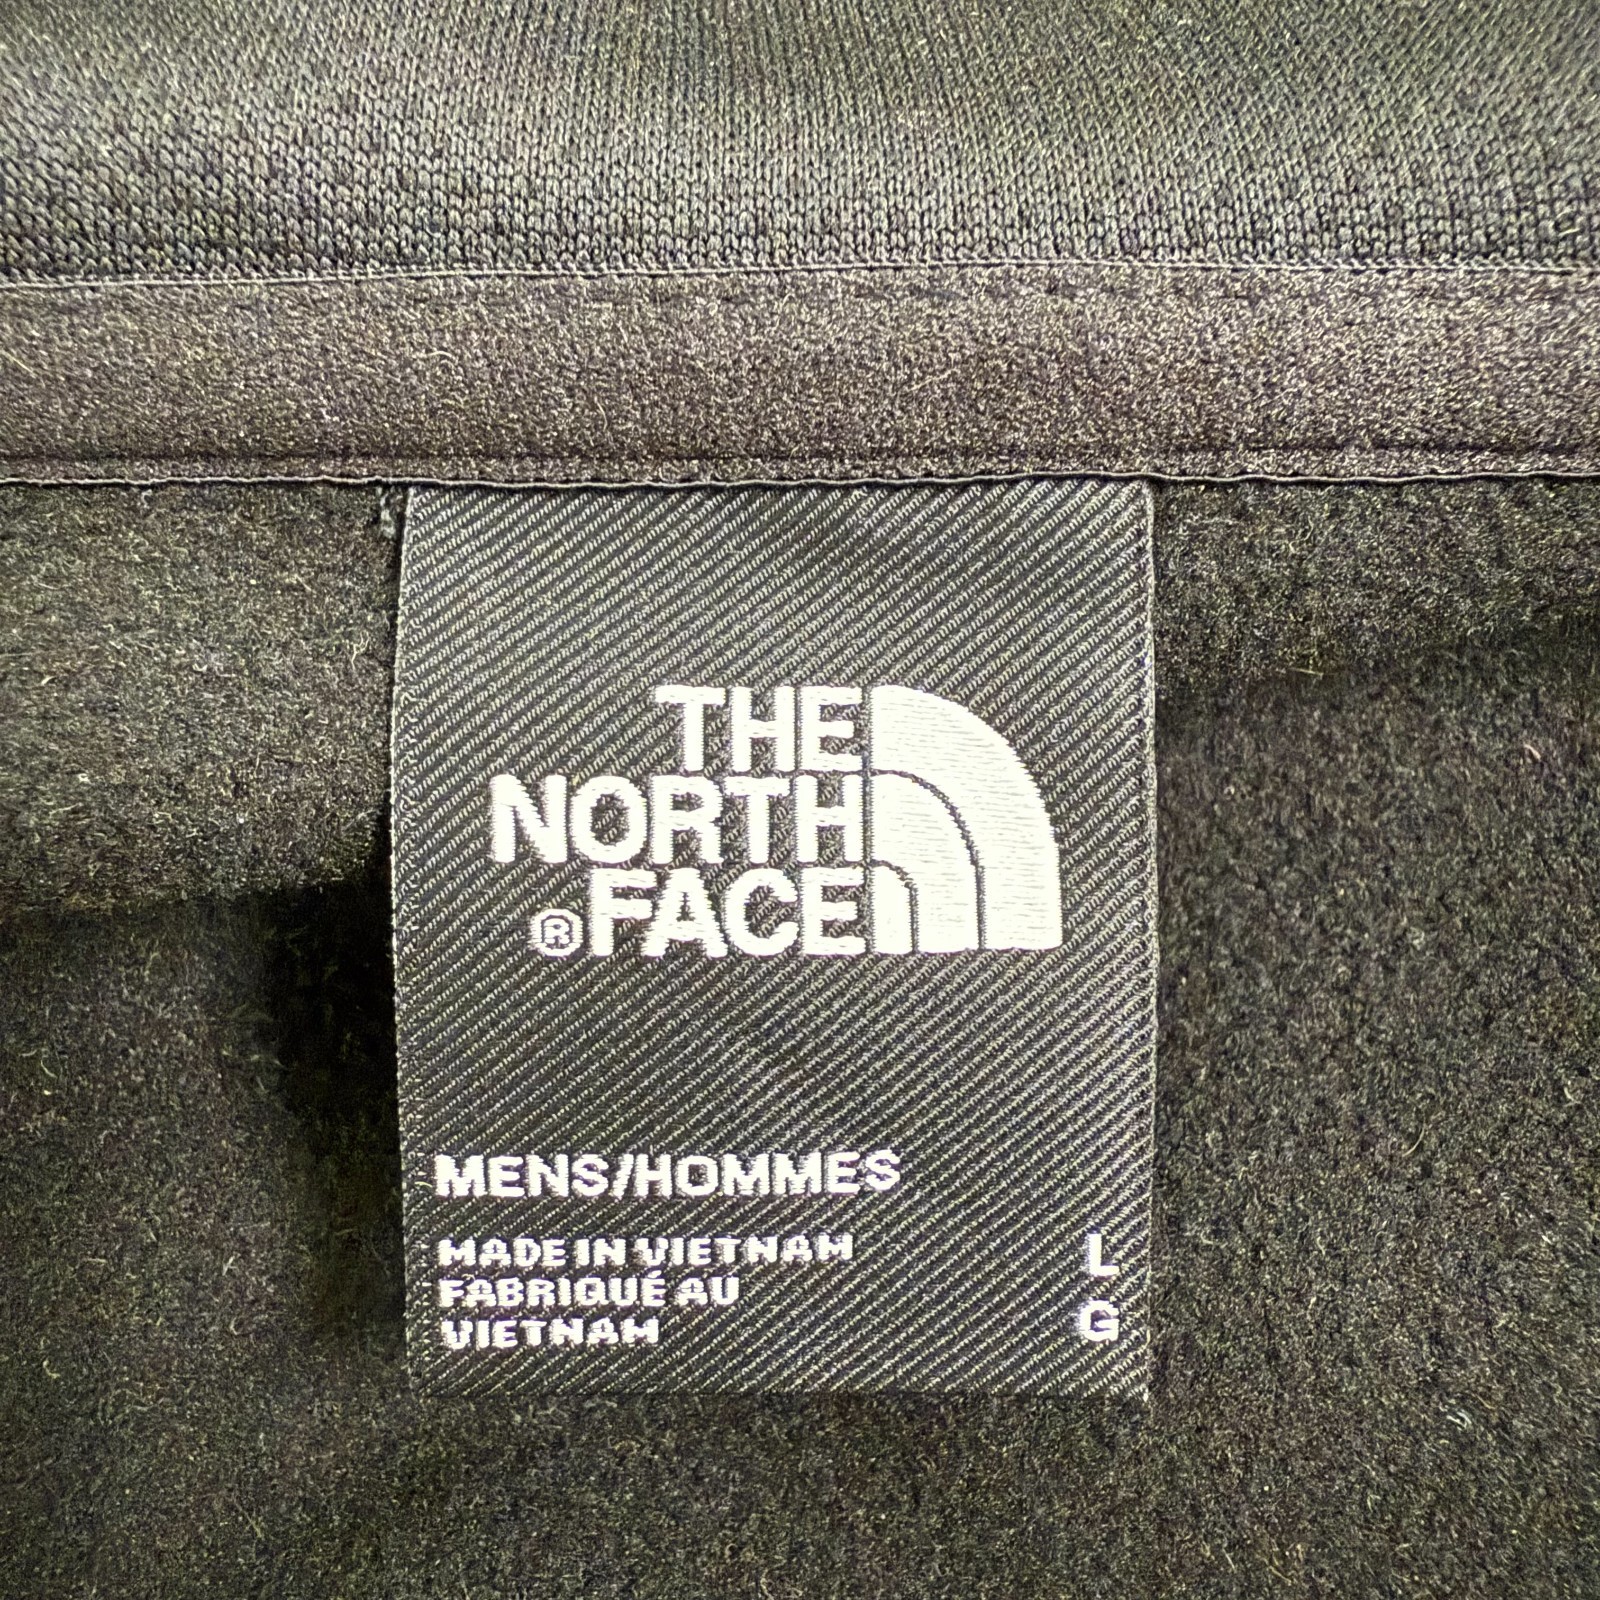 THE
NORTH
®FACE
MENS/HOMMES
MADE IN VIETNAM
FABRIQUÉ AU
VIETNAM
L
G